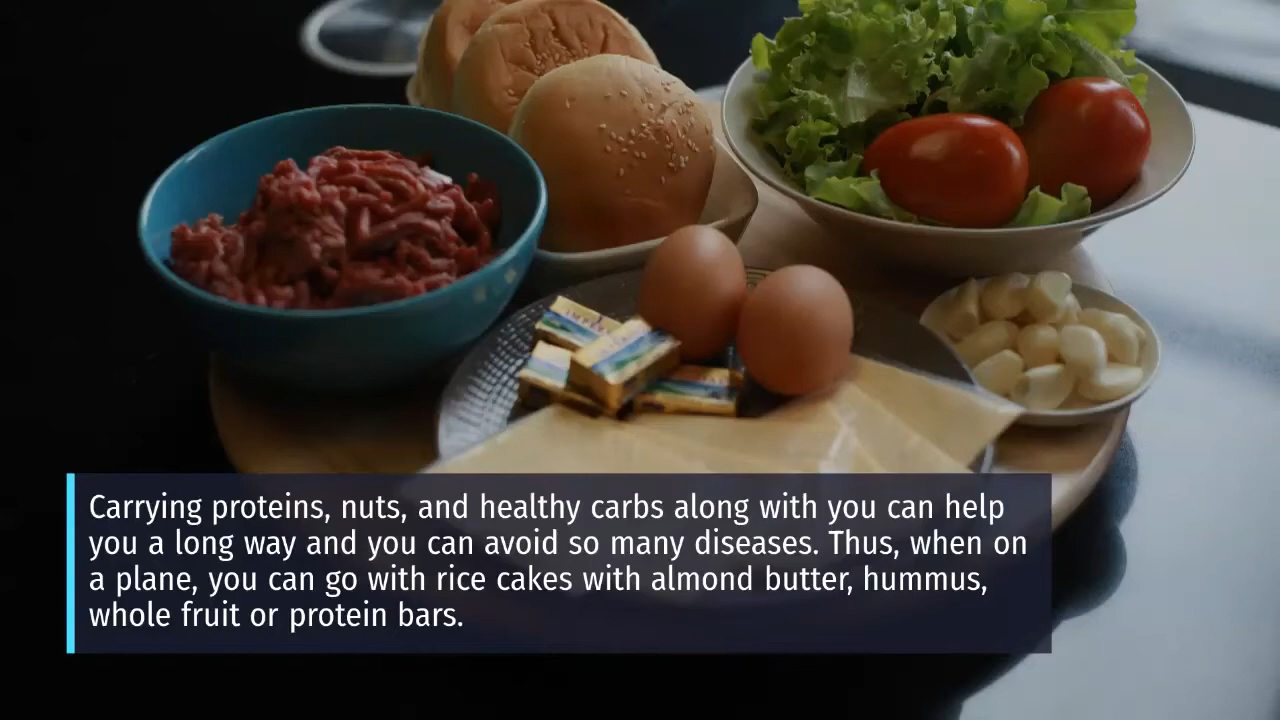 Carrying proteins, nuts, and healthy carbs along with you can help
you a long way and you can avoid so many diseases. Thus, when on
a plane, you can go with rice cakes with almond butter, hummus,
whole fruit or protein bars.